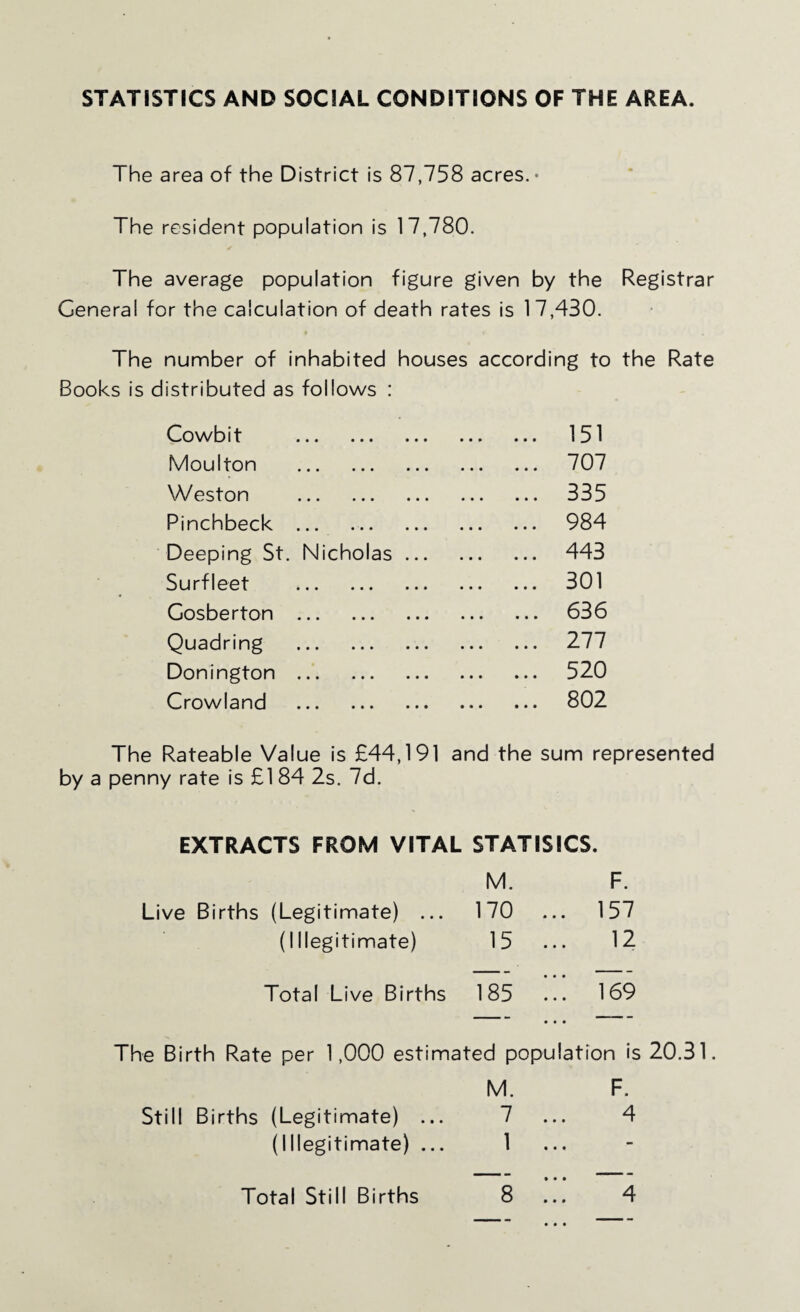 STATISTICS AND SOCIAL CONDITIONS OF THE AREA.
The area of the District is 87,758 acres.
The resident population is 17,780.
The average population figure given by the Registrar
General for the calculation of death rates is 17,430.
The number of inhabited houses according to the Rate
Books is distributed as follows :
Cowbit ... ... ... ... ... 151
Moulton ... ... ... ... ... 707
Weston ... ... ... ... ... 335
Pinchbeck ... ... ... ... ... 984
Deeping St. Nicholas ... ... ... 443
Surfleet ... ... ... ... ... 301
Gosberton ... ... ... ... ... 636
Quadring ... ... ... ... ... 277
Donington ... ... ... ... ... 520
Crowland ... ... ... ... ... 802
The Rateable Value is £44,191 and the sum represented
by a penny rate is £184 2s. 7d.
EXTRACTS FROM VITAL STATISICS.
M. F.
Live Births (Legitimate) ... 170 ... 157
(Illegitimate) 15 ... 12
Total Live Births 185 ... 169
The Birth Rate per 1,000 estimated population is 20.31.
M. F.
Still Births (Legitimate) ... 7 ... 4
(Illegitimate) ... 1 ... -
Total Still Births 8 ... 4